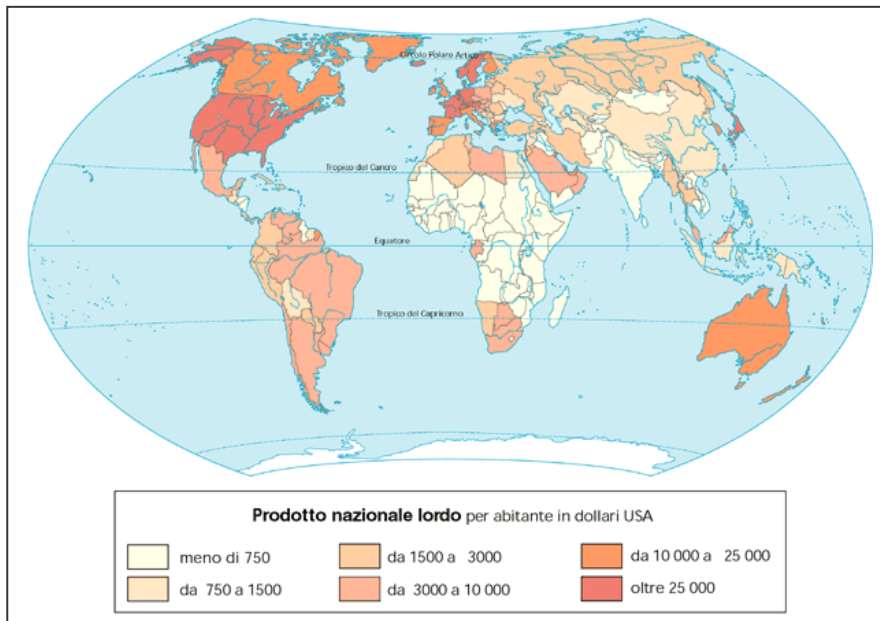 Circolo Polare Artico
Tropico del Cancro
Equatore
Tropico del Capricorno
Prodotto nazionale lordo per abitante in dollari USA
meno di 750
da 1500 a 3000
da 10 000 a 25 000
da 750 a 1500
da 3000 a 10 000
oltre 25 000